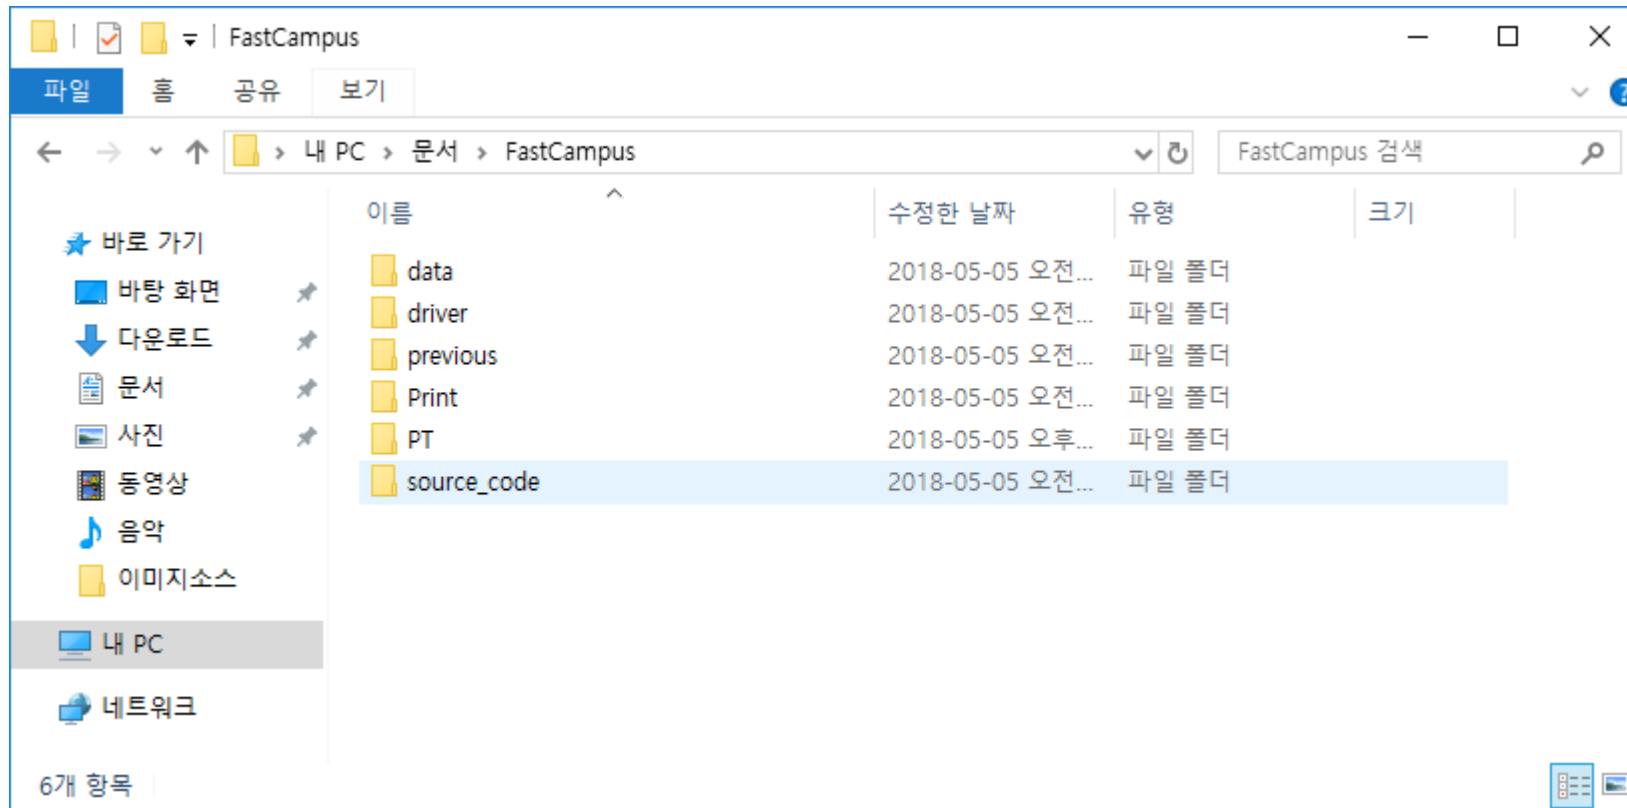 FastCampus
파일 홈 공유 보기
내 PC > 문서 > FastCampus FastCampus 검색
이름 수정한 날짜 유형 크기
바로 가기
바탕 화면
다운로드
문서
사진
동영상
음악
이미지소스
내 PC
네트워크
data 2018-05-05 오전... 파일 폴더
driver 2018-05-05 오전... 파일 폴더
previous 2018-05-05 오전... 파일 폴더
Print 2018-05-05 오전... 파일 폴더
PT 2018-05-05 오후... 파일 폴더
source_code 2018-05-05 오전... 파일 폴더
6개 항목